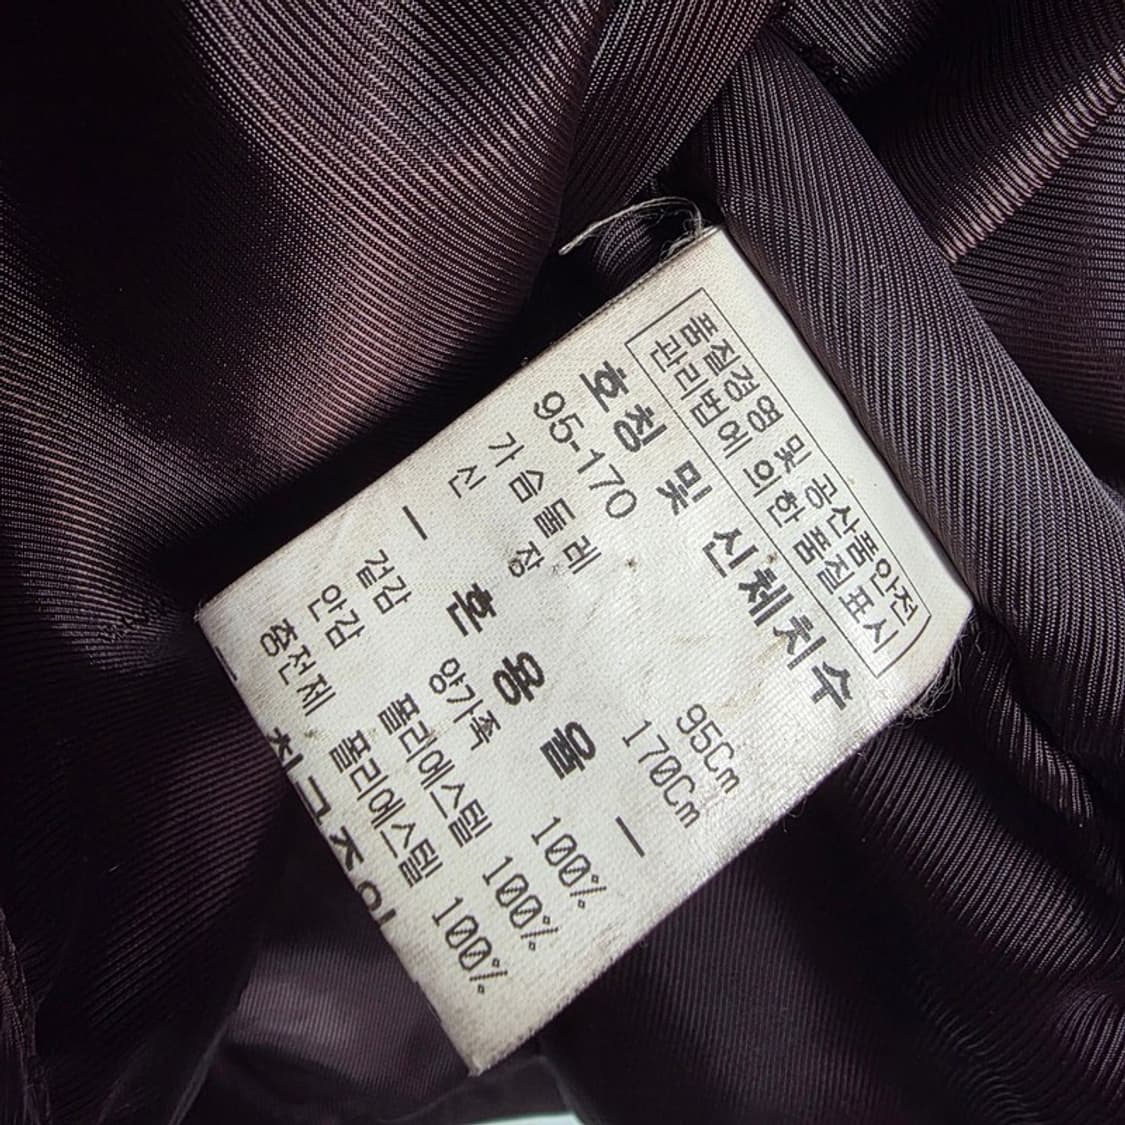 품질경영 및 공산품안전
관리법에 의한 품질표시
호칭 및 신체치수
95-170
가슴둘레 95Cm
신 장 170Cm
— 혼 용 율 —
겉감 양가죽 100%
안감 폴리에스텔 100%
충전제 폴리에스텔 100%